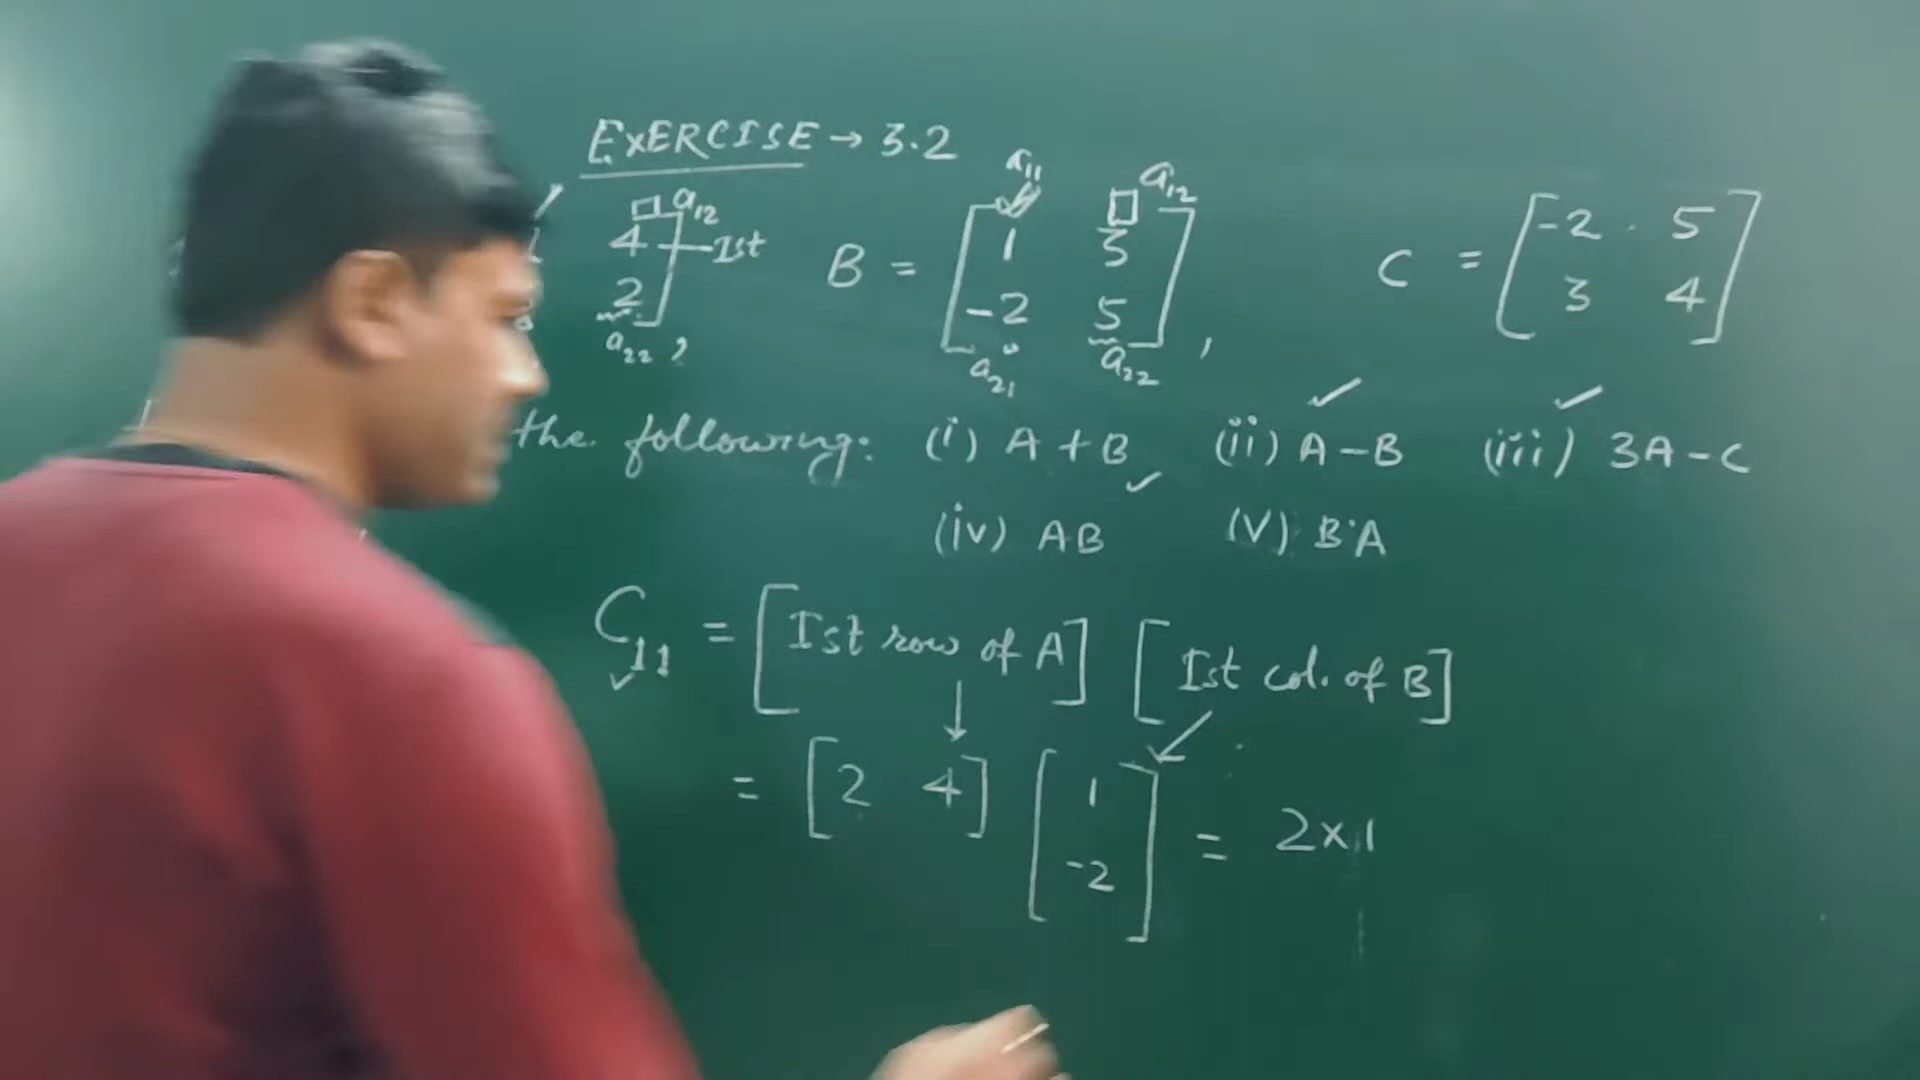 EXERCISE → 3.2
a12
4 — Ist
2
a22 ,
a11 a12
B = [ 1 3
-2 5 ] ,
a21 a22
C = [ -2 5
3 4 ]
the following: (i) A + B (ii) A - B (iii) 3A - C
(iv) AB (v) BA
C11 = [ Ist row of A ] [ Ist col. of B ]
= [ 2 4 ] [ 1
-2 ] = 2 × 1